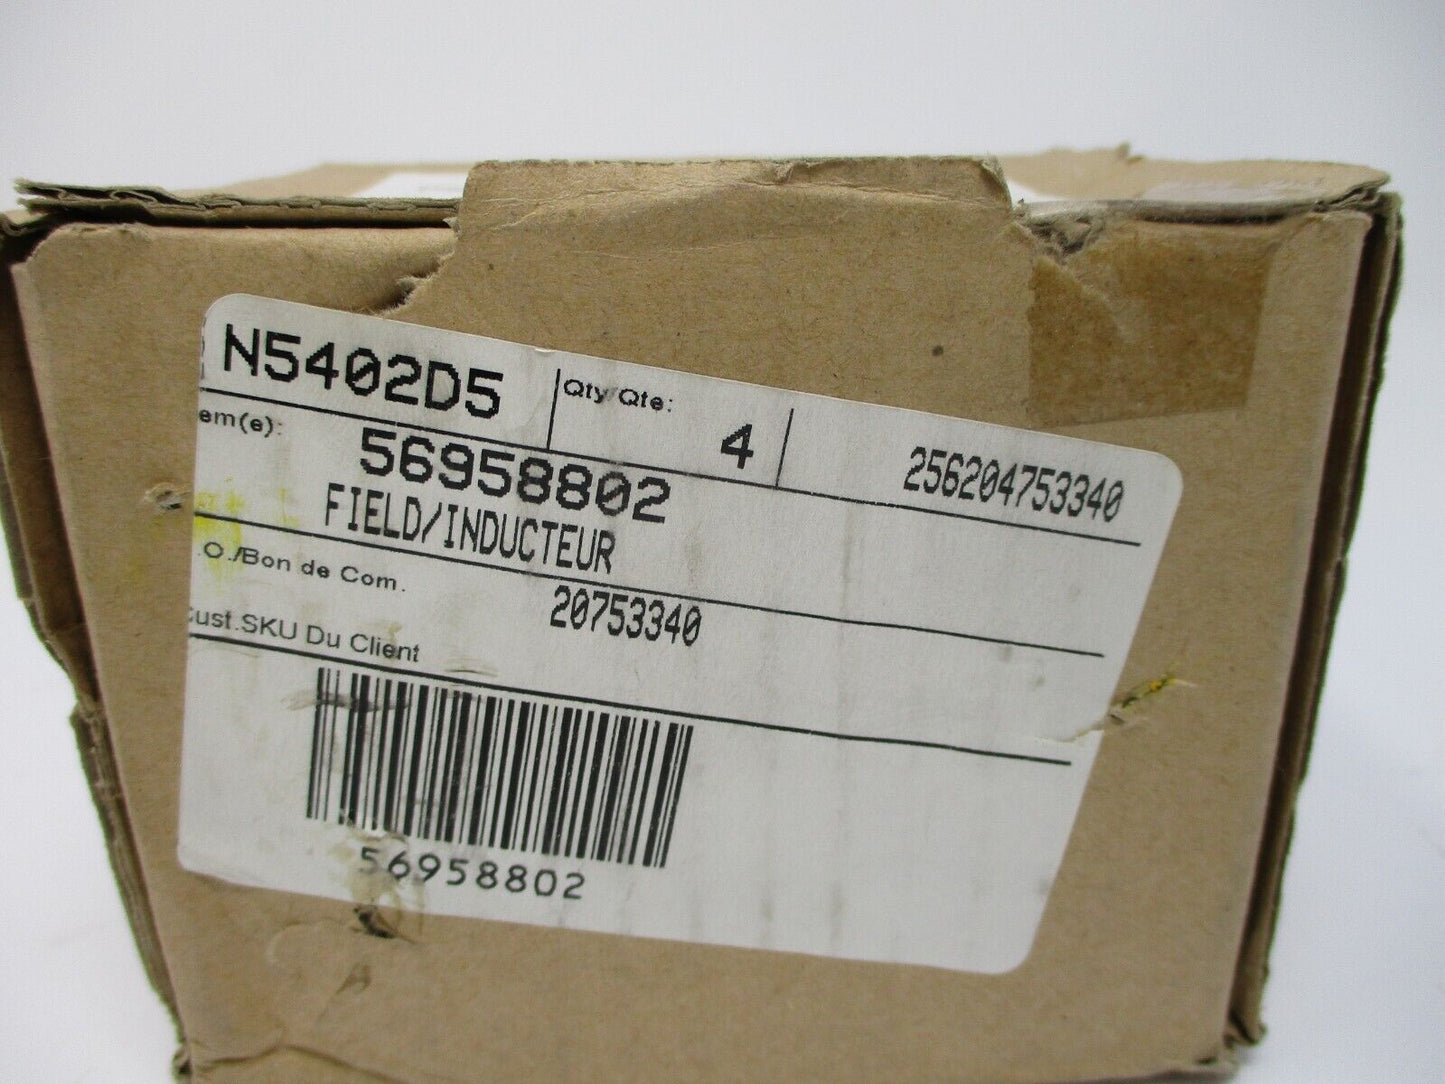 N5402D5 Qty/Qte: 4 256204753340
em(e): 56958802
FIELD/INDUCTEUR
.O./Bon de Com. 20753340
Cust.SKU Du Client
56958802